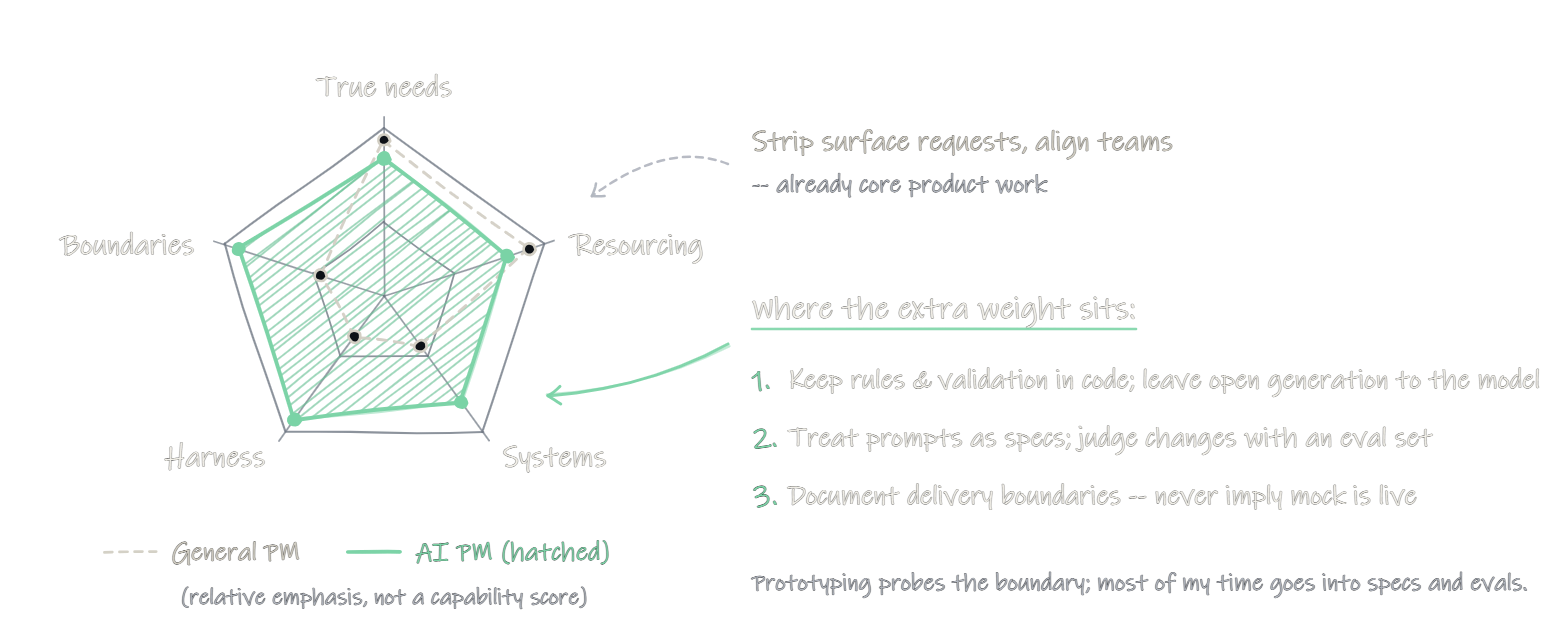 True needs
Boundaries
Resourcing
Harness
Systems
General PM
AI PM (hatched)
(relative emphasis, not a capability score)
Strip surface requests, align teams
-- already core product work
Where the extra weight sits:
1. Keep rules & validation in code; leave open generation to the model
2. Treat prompts as specs; judge changes with an eval set
3. Document delivery boundaries -- never imply mock is live
Prototyping probes the boundary; most of my time goes into specs and evals.